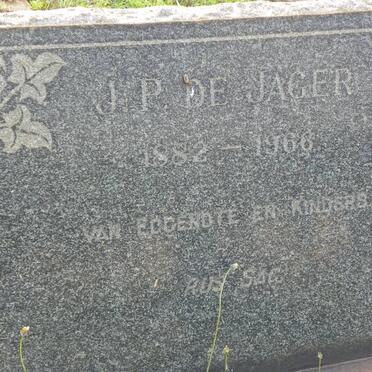 J. P. DE JAGER
1882 – 1966
VAN EGGENOTE EN KINDERS
RUS SAG